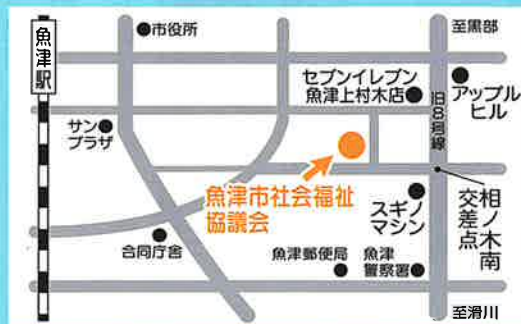 魚津駅
市役所
至黒部
セブンイレブン
魚津上村木店
アップル
ヒル
旧8号線
サン
プラザ
魚津市社会福祉
協議会
スギノ
マシン
相ノ木南
交差点
合同庁舎
魚津郵便局
魚津
警察署
至滑川